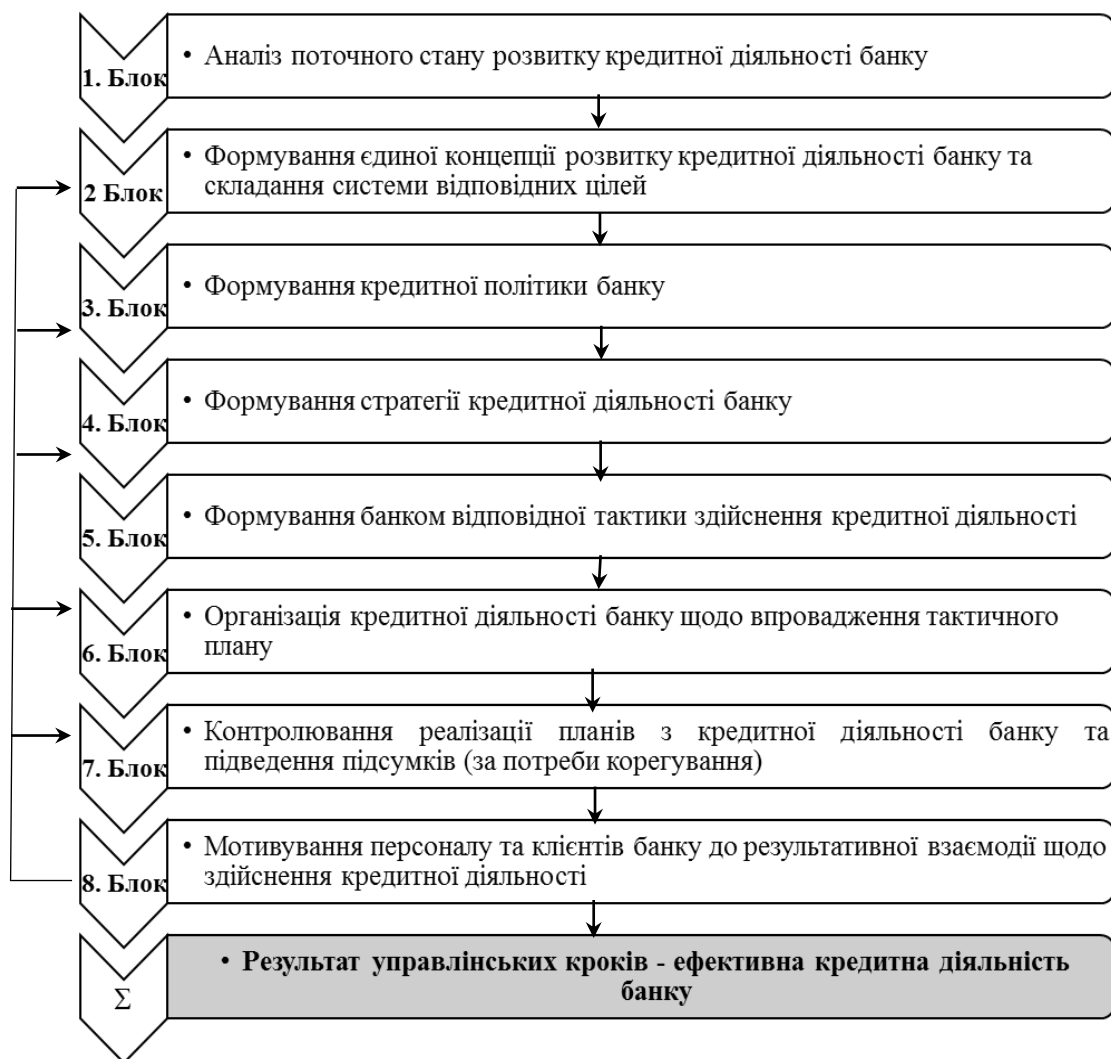 1. Блок
• Аналіз поточного стану розвитку кредитної діяльності банку
2 Блок
• Формування єдиної концепції розвитку кредитної діяльності банку та
складання системи відповідних цілей
3. Блок
• Формування кредитної політики банку
4. Блок
• Формування стратегії кредитної діяльності банку
5. Блок
• Формування банком відповідної тактики здійснення кредитної діяльності
6. Блок
• Організація кредитної діяльності банку щодо впровадження тактичного
плану
7. Блок
• Контролювання реалізації планів з кредитної діяльності банку та
підведення підсумків (за потреби корегування)
8. Блок
• Мотивування персоналу та клієнтів банку до результативної взаємодії щодо
здійснення кредитної діяльності
Σ
• Результат управлінських кроків - ефективна кредитна діяльність
банку